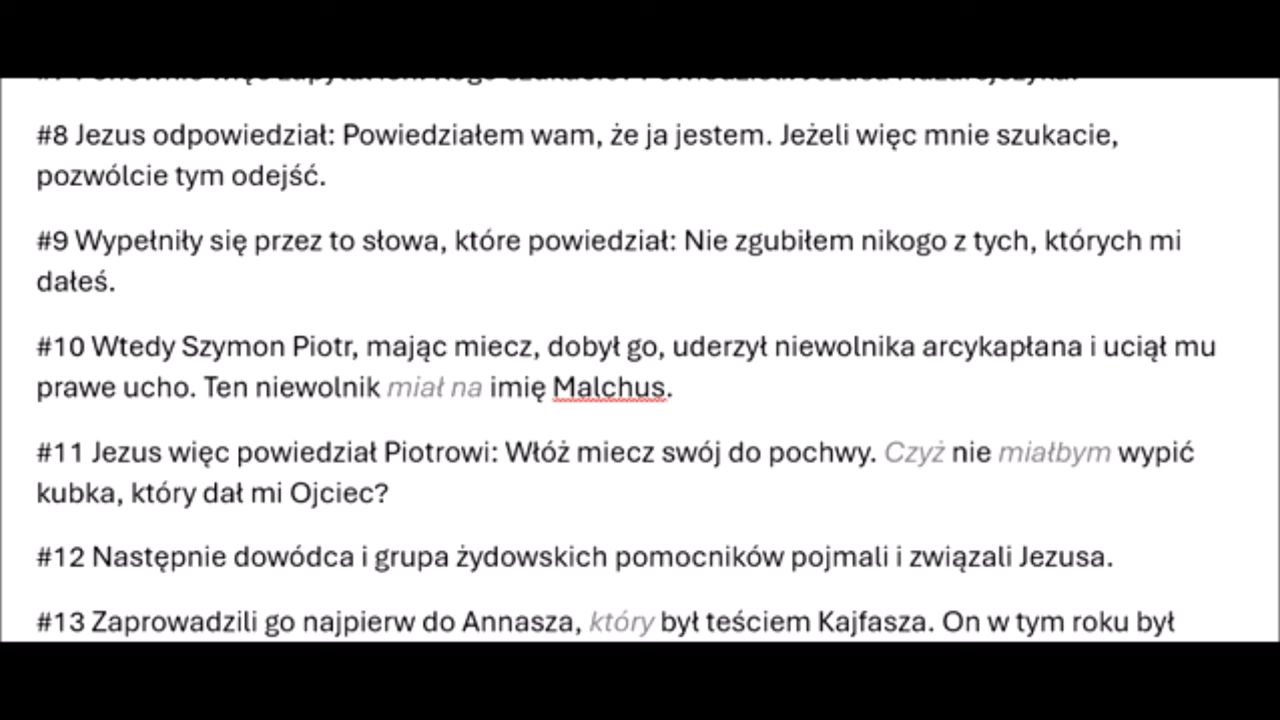 #8 Jezus odpowiedział: Powiedziałem wam, że ja jestem. Jeżeli więc mnie szukacie,
pozwólcie tym odejść.
#9 Wypełniły się przez to słowa, które powiedział: Nie zgubiłem nikogo z tych, których mi
dałeś.
#10 Wtedy Szymon Piotr, mając miecz, dobył go, uderzył niewolnika arcykapłana i uciął mu
prawe ucho. Ten niewolnik miał na imię Malchus.
#11 Jezus więc powiedział Piotrowi: Włóż miecz swój do pochwy. Czyż nie miałbym wypić
kubka, który dał mi Ojciec?
#12 Następnie dowódca i grupa żydowskich pomocników pojmali i związali Jezusa.
#13 Zaprowadzili go najpierw do Annasza, który był teściem Kajfasza. On w tym roku był